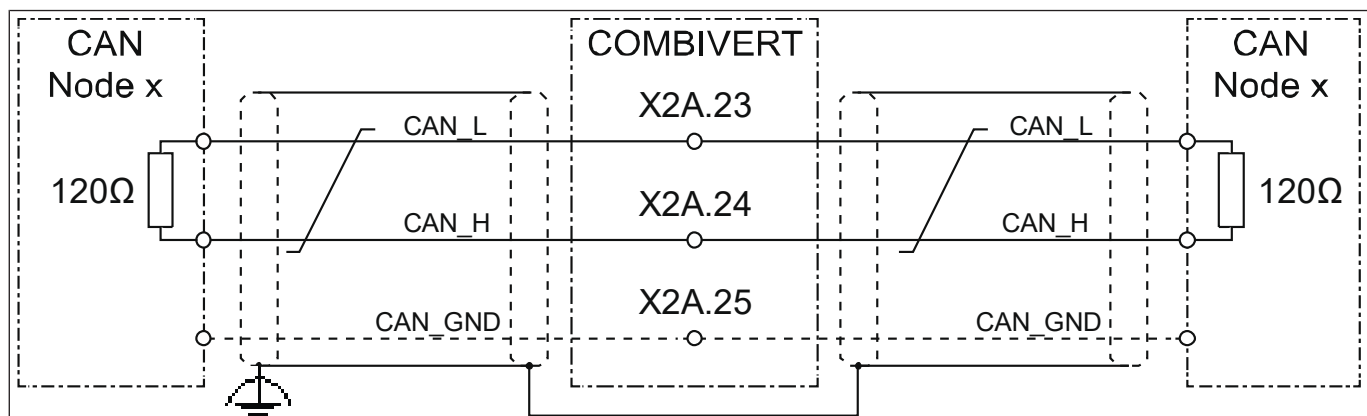 CAN
Node x
COMBIVERT
CAN
Node x
X2A.23
CAN_L
CAN_L
120Ω
X2A.24
120Ω
CAN_H
CAN_H
X2A.25
CAN_GND
CAN_GND